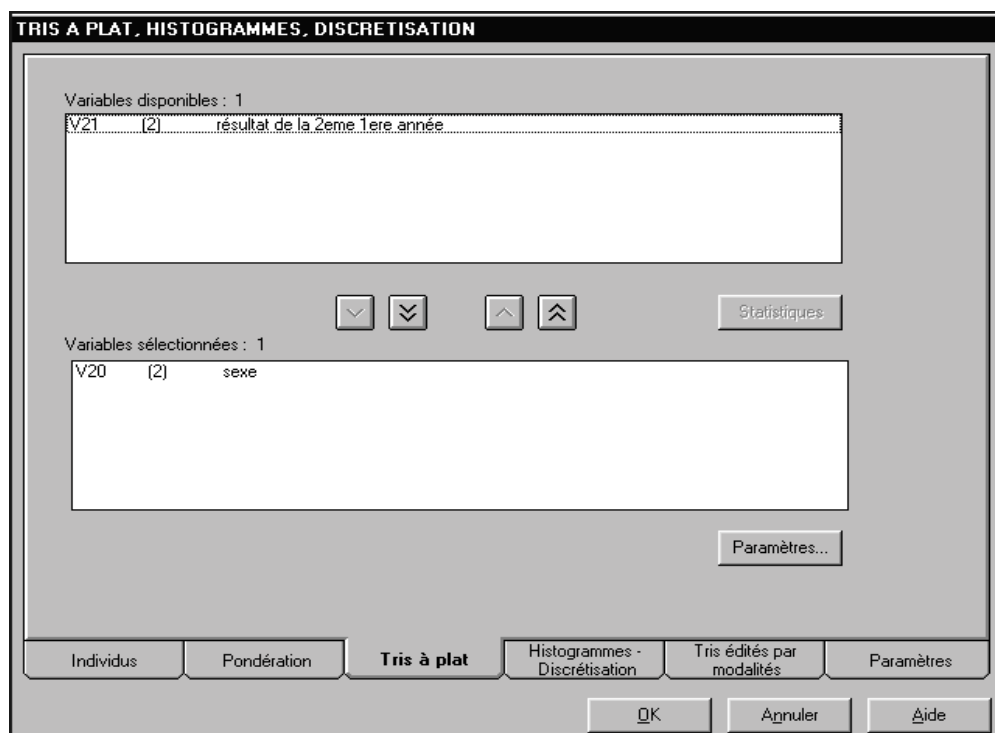 TRIS A PLAT, HISTOGRAMMES, DISCRETISATION
Variables disponibles : 1
V21 (2) résultat de la 2eme 1ere année
Statistiques
Variables sélectionnées : 1
V20 (2) sexe
Paramètres...
Individus
Pondération
Tris à plat
Histogrammes -
Discrétisation
Tris édités par
modalités
Paramètres
OK
Annuler
Aide